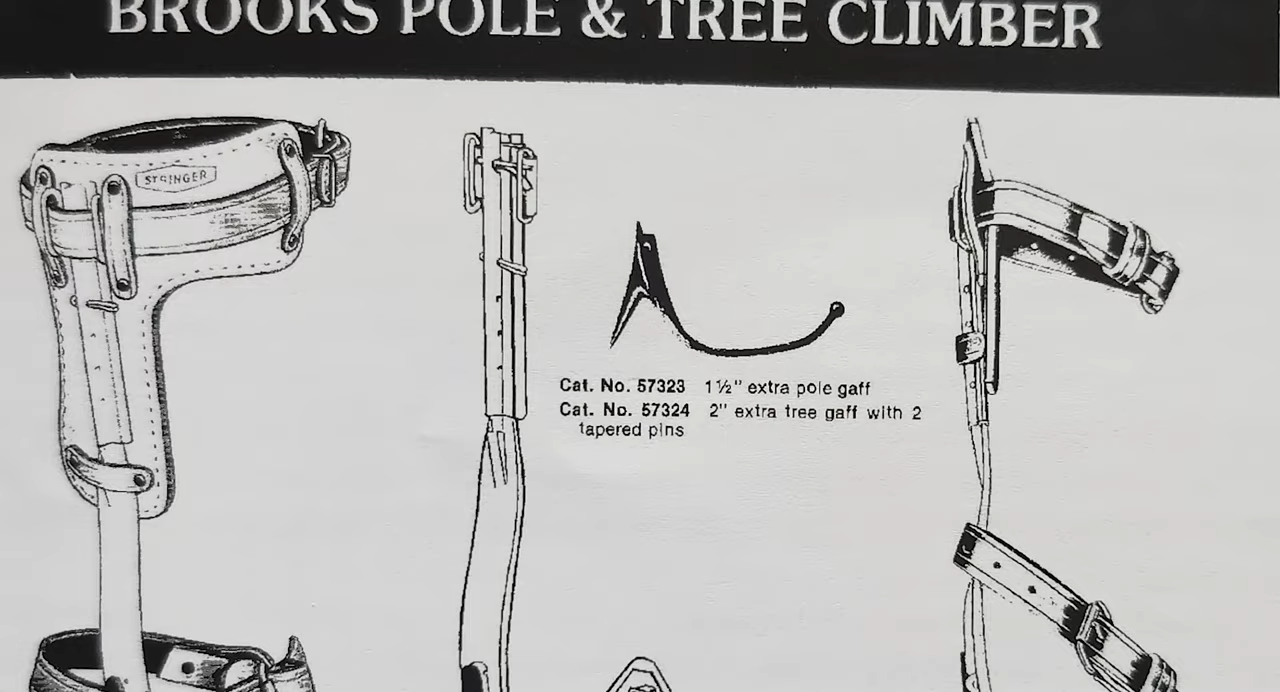 BROOKS POLE & TREE CLIMBER
STRINGER
Cat. No. 57323 1½" extra pole gaff
Cat. No. 57324 2" extra tree gaff with 2
tapered pins